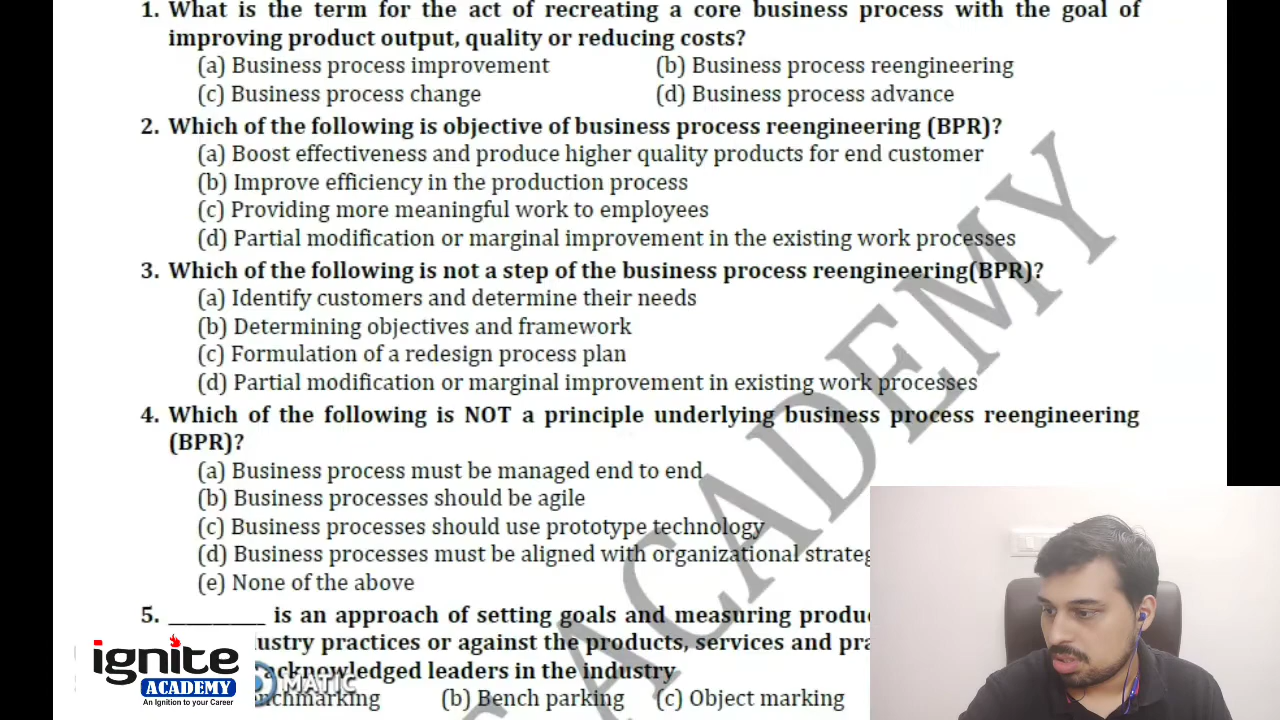 1. What is the term for the act of recreating a core business process with the goal of
improving product output, quality or reducing costs?
(a) Business process improvement (b) Business process reengineering
(c) Business process change (d) Business process advance
2. Which of the following is objective of business process reengineering (BPR)?
(a) Boost effectiveness and produce higher quality products for end customer
(b) Improve efficiency in the production process
(c) Providing more meaningful work to employees
(d) Partial modification or marginal improvement in the existing work processes
3. Which of the following is not a step of the business process reengineering(BPR)?
(a) Identify customers and determine their needs
(b) Determining objectives and framework
(c) Formulation of a redesign process plan
(d) Partial modification or marginal improvement in existing work processes
4. Which of the following is NOT a principle underlying business process reengineering
(BPR)?
(a) Business process must be managed end to end
(b) Business processes should be agile
(c) Business processes should use prototype technology
(d) Business processes must be aligned with organizational
(e) None of the above
5. ________ is an approach of setting goals and measuring
practices or against the products, services and
acknowledged leaders in the industry
(b) Bench parking (c) Object marking
ACADEMY
ignite
ACADEMY
An Ignition to your Career
MATIC